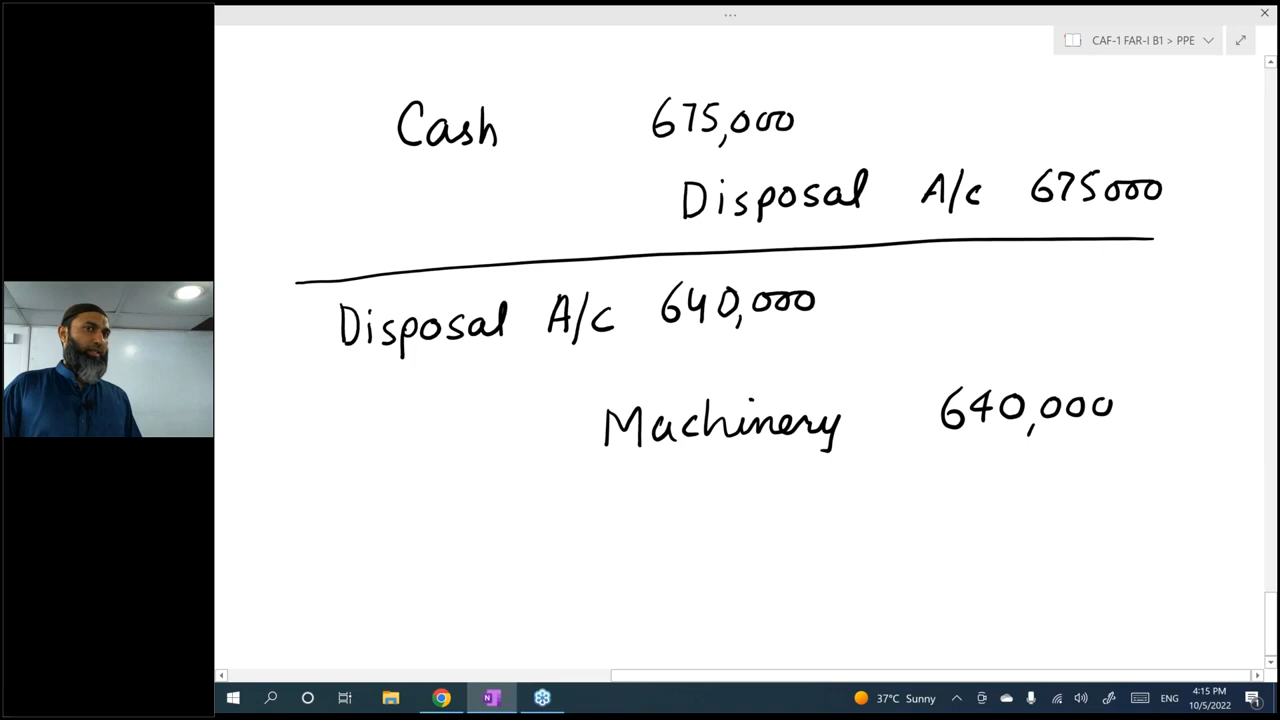 CAF-1 FAR-I B1 > PPE
Cash 675,000
Disposal A/c 675000
Disposal A/c 640,000
Machinery 640,000
37°C Sunny
ENG
4:15 PM
10/5/2022
1